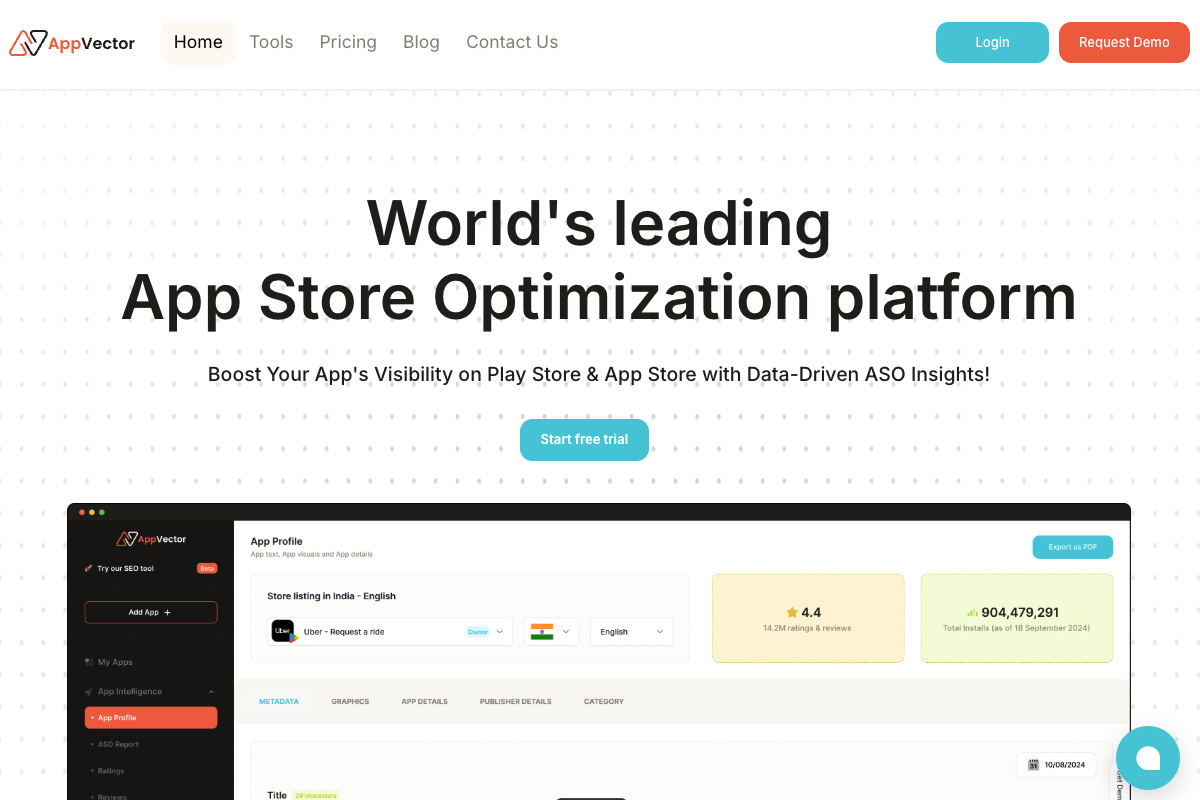 AppVector
Home
Tools
Pricing
Blog
Contact Us
Login
Request Demo
World's leading
App Store Optimization platform
Boost Your App's Visibility on Play Store & App Store with Data-Driven ASO Insights!
Start free trial
AppVector
Try our SEO tool
Beta
Add App +
My Apps
App Intelligence
App Profile
ASO Report
Ratings
Reviews
App Profile
App text, App visuals and App details
Export as PDF
Store listing in India - English
Uber
Uber - Request a ride
Owner
English
4.4
14.2M ratings & reviews
904,479,291
Total Installs (as of 18 September 2024)
METADATA
GRAPHICS
APP DETAILS
PUBLISHER DETAILS
CATEGORY
31
10/08/2024
Title
29 characters